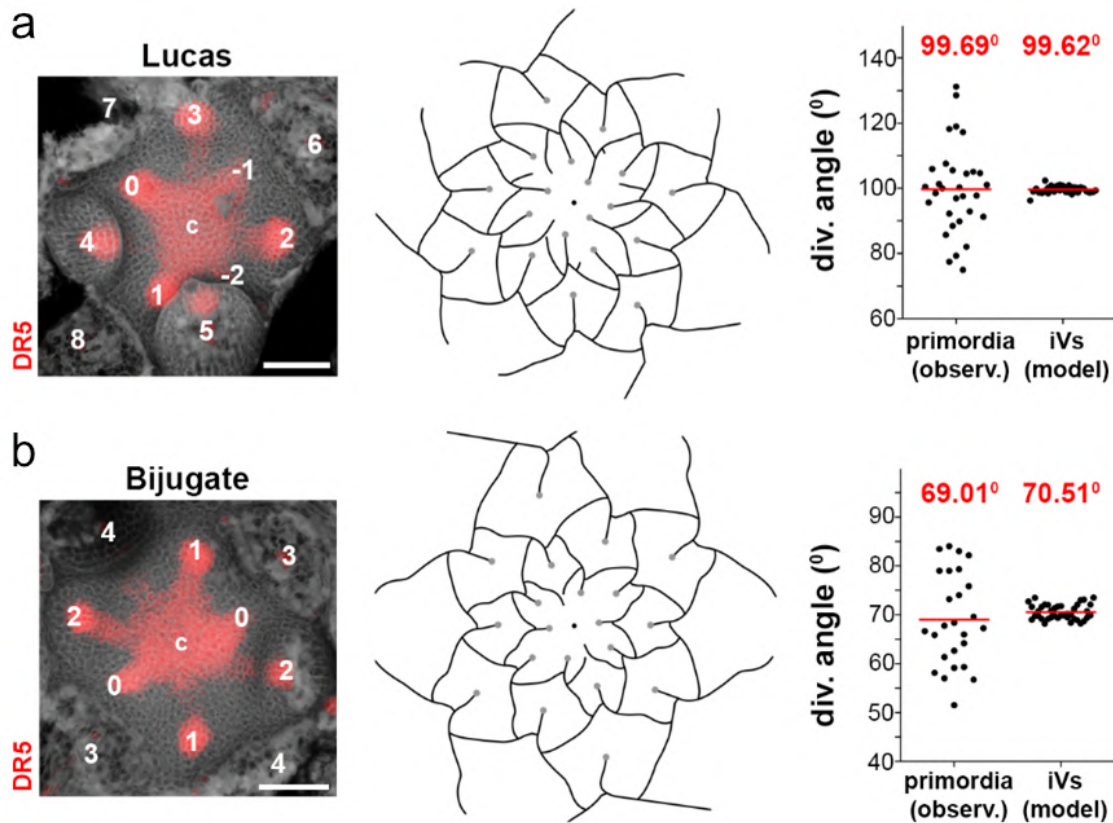 a
Lucas
7
3
6
-1
0
c
4
2
-2
1
5
8
DR5
div. angle (⁰)
99.69⁰ 99.62⁰
140
120
100
80
60
primordia
(observ.)
iVs
(model)
b
Bijugate
4
1
3
2
0
c
0
2
3
1
4
DR5
div. angle (⁰)
69.01⁰ 70.51⁰
90
80
70
60
50
40
primordia
(observ.)
iVs
(model)